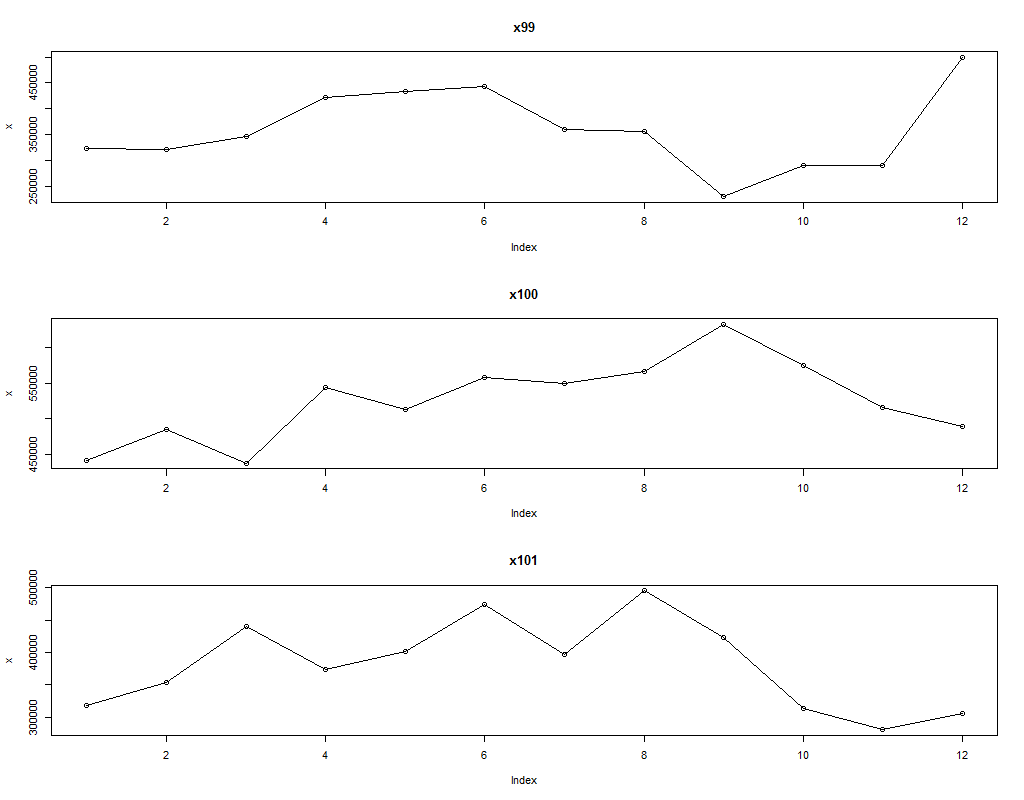 x99
450000
350000
250000
x
2 4 6 8 10 12
Index
x100
550000
450000
x
2 4 6 8 10 12
Index
x101
500000
400000
300000
x
2 4 6 8 10 12
Index